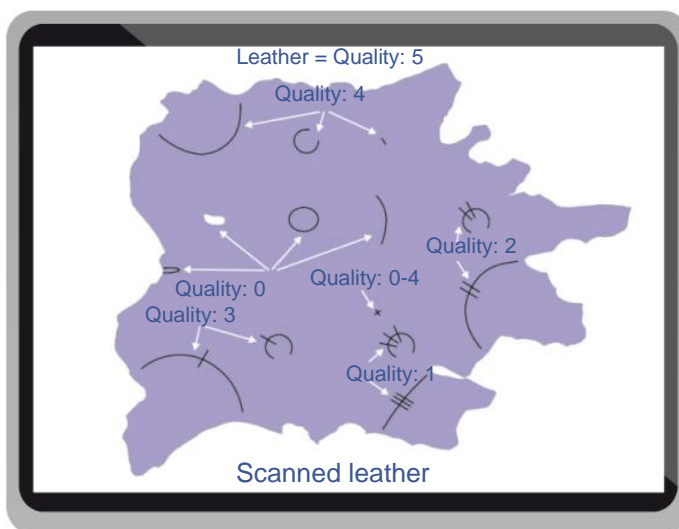 Leather = Quality: 5
Quality: 4
Quality: 2
Quality: 0-4
Quality: 0
Quality: 3
Quality: 1
Scanned leather